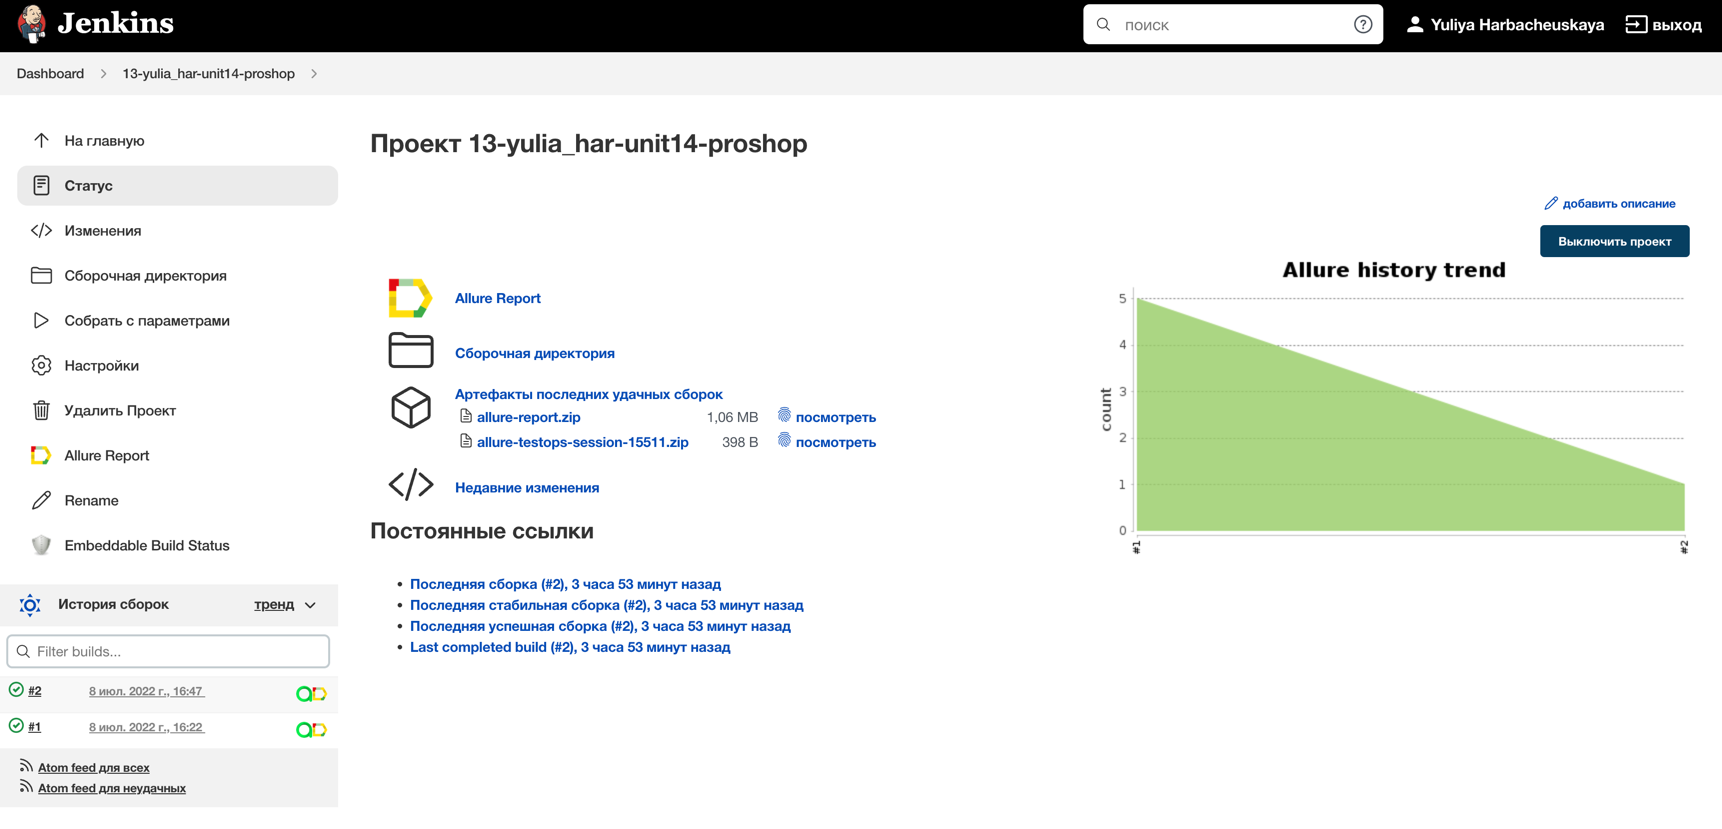 Jenkins
поиск
Yuliya Harbacheuskaya
выход
Dashboard
13-yulia_har-unit14-proshop
На главную
Статус
Изменения
Сборочная директория
Собрать с параметрами
Настройки
Удалить Проект
Allure Report
Rename
Embeddable Build Status
История сборок
тренд
Filter builds...
#2 8 июл. 2022 г., 16:47
#1 8 июл. 2022 г., 16:22
Atom feed для всех
Atom feed для неудачных
Проект 13-yulia_har-unit14-proshop
добавить описание
Выключить проект
Allure Report
Сборочная директория
Артефакты последних удачных сборок
allure-report.zip 1,06 MB посмотреть
allure-testops-session-15511.zip 398 B посмотреть
Недавние изменения
Постоянные ссылки
• Последняя сборка (#2), 3 часа 53 минут назад
• Последняя стабильная сборка (#2), 3 часа 53 минут назад
• Последняя успешная сборка (#2), 3 часа 53 минут назад
• Last completed build (#2), 3 часа 53 минут назад
Allure history trend
count
5
4
3
2
1
0
#1
#2